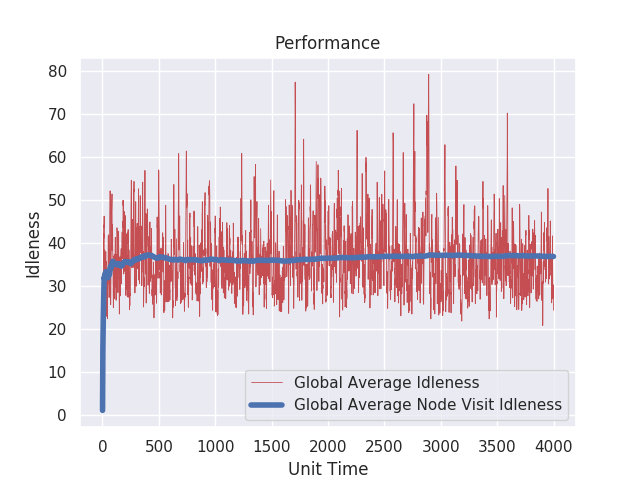 Performance
80
70
60
50
40
30
20
10
0
Idleness
Global Average Idleness
Global Average Node Visit Idleness
0 500 1000 1500 2000 2500 3000 3500 4000
Unit Time